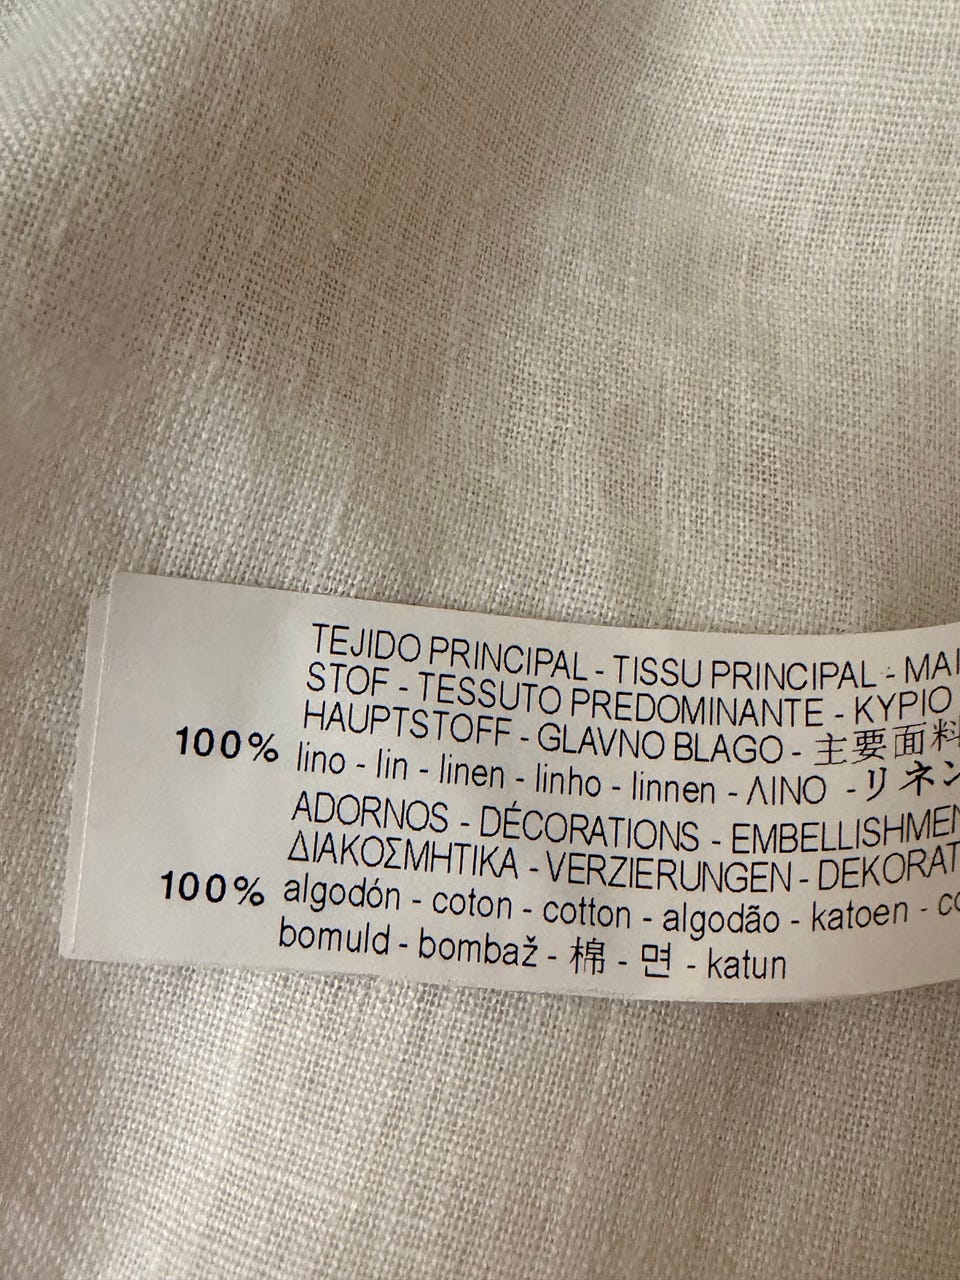 TEJIDO PRINCIPAL - TISSU PRINCIPAL - MAI
STOF - TESSUTO PREDOMINANTE - ΚΥΡΙΟ
HAUPTSTOFF - GLAVNO BLAGO - 主要面料
100% lino - lin - linen - linho - linnen - ΛΙΝΟ - リネン
ADORNOS - DÉCORATIONS - EMBELLISHMEN
ΔΙΑΚΟΣΜΗΤΙΚΑ - VERZIERUNGEN - DEKORAT
100% algodón - coton - cotton - algodão - katoen - co
bomuld - bombaž - 棉 - 면 - katun